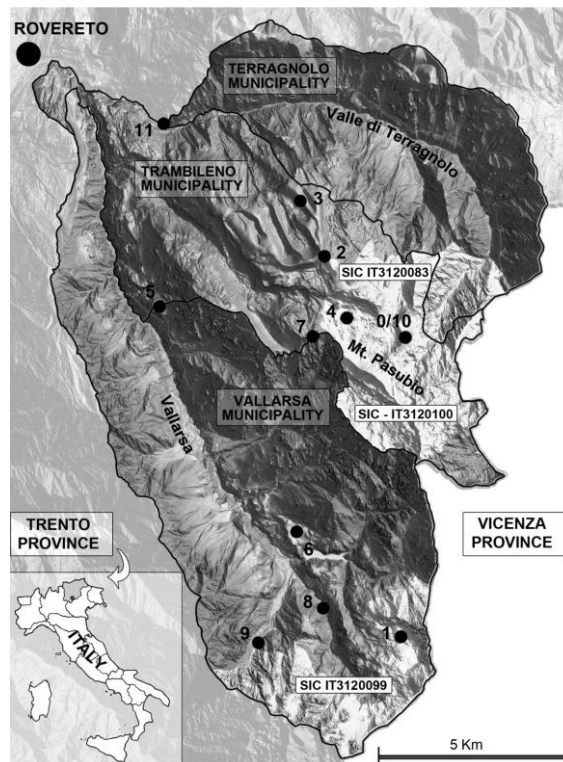 ROVERETO
TERRAGNOLO
MUNICIPALITY
Valle di Terragnolo
11
TRAMBILENO
MUNICIPALITY
3
2
SIC IT3120083
5
4
0/10
7
Mt. Pasubio
VALLARSA
MUNICIPALITY
SIC - IT3120100
Vallarsa
TRENTO
PROVINCE
VICENZA
PROVINCE
6
8
1
9
ITALY
SIC IT3120099
5 Km